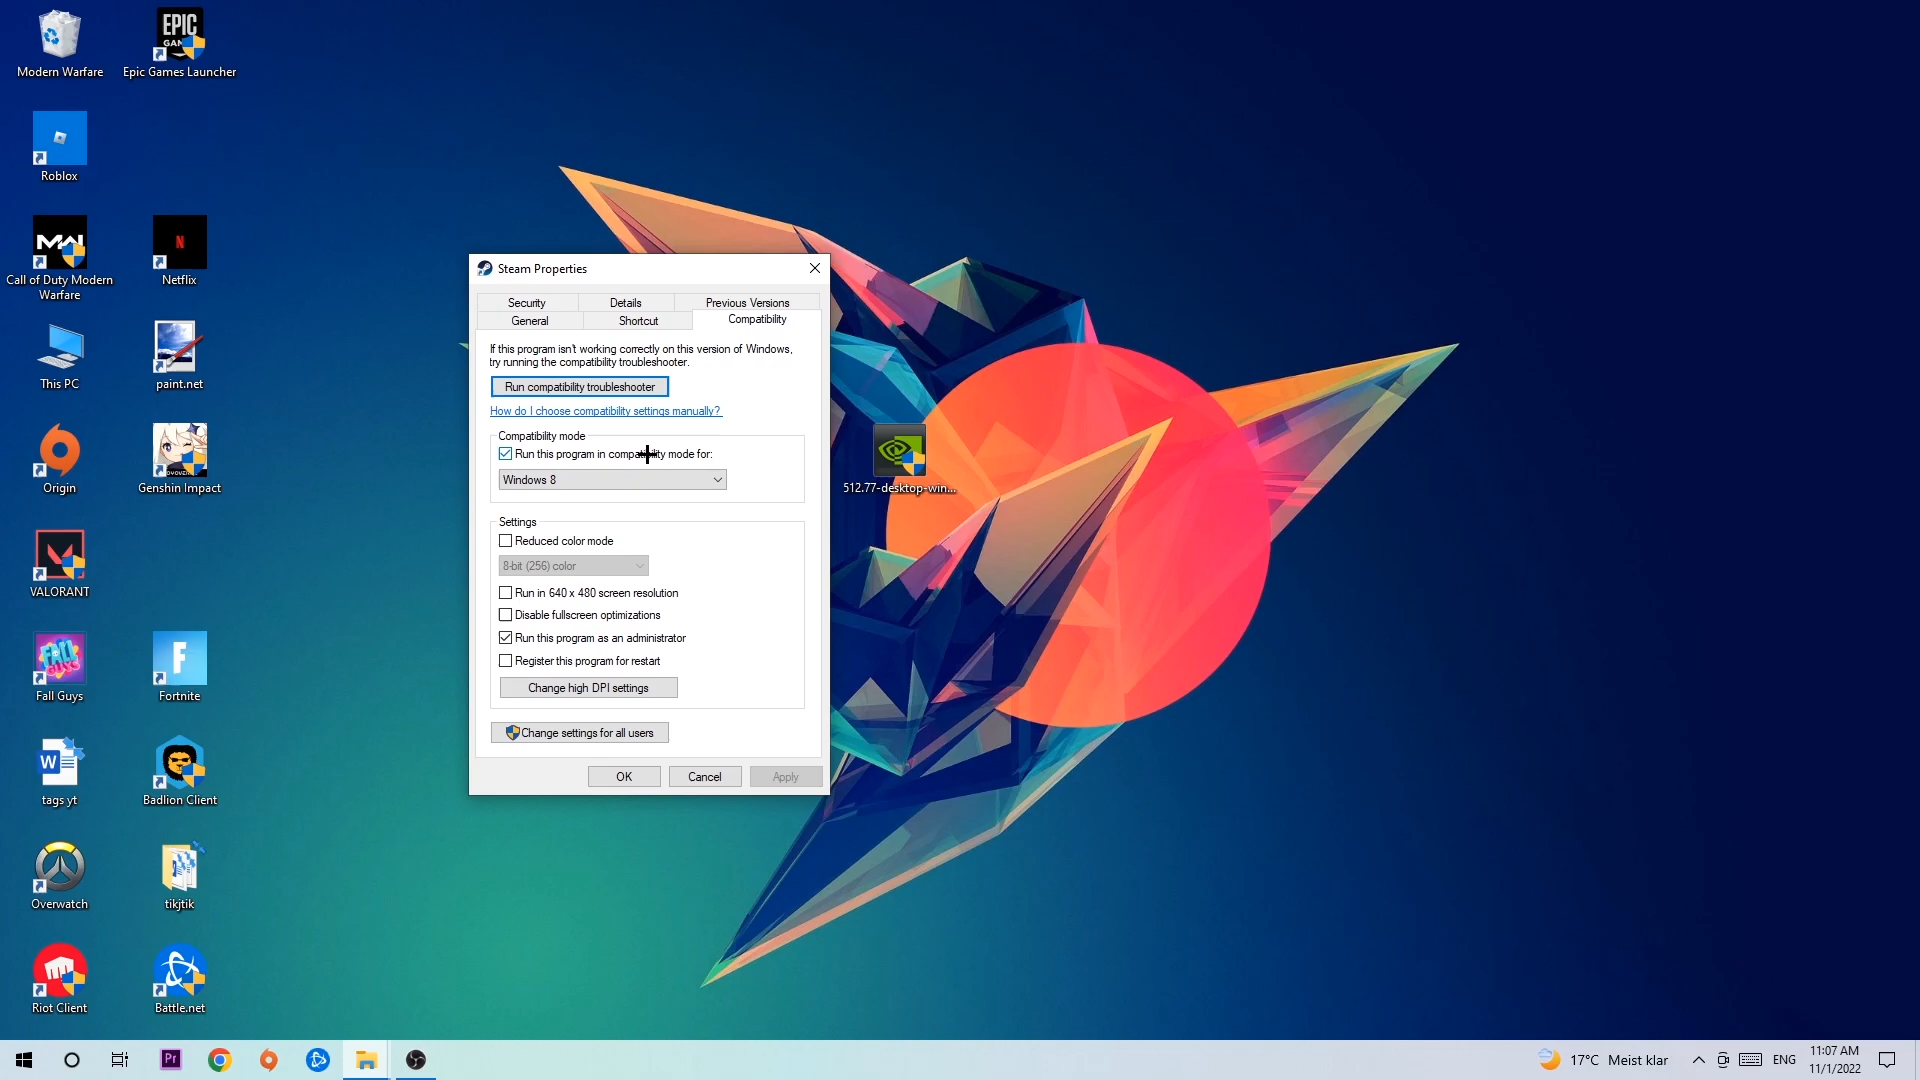 Modern Warfare
EPIC
GAM
Epic Games Launcher
Roblox
MW
Call of Duty Modern
Warfare
N
Netflix
This PC
paint.net
Origin
Genshin Impact
VALORANT
FALL
Fall Guys
F
Fortnite
W
tags yt
Badlion Client
Overwatch
tikjtik
Riot Client
Battle.net
512.77-desktop-win...
Steam Properties
Security
Details
Previous Versions
General
Shortcut
Compatibility
If this program isn't working correctly on this version of Windows,
try running the compatibility troubleshooter.
Run compatibility troubleshooter
How do I choose compatibility settings manually?
Compatibility mode
Run this program in compatibility mode for:
Windows 8
Settings
Reduced color mode
8-bit (256) color
Run in 640 x 480 screen resolution
Disable fullscreen optimizations
Run this program as an administrator
Register this program for restart
Change high DPI settings
Change settings for all users
OK
Cancel
Apply
Pr
17°C Meist klar
ENG
11:07 AM
11/1/2022